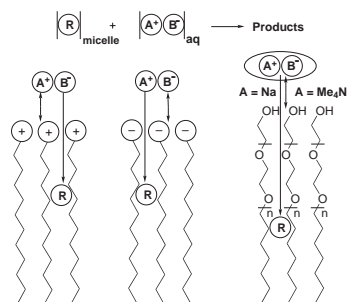 R micelle + A⁺ B⁻ aq → Products
A⁺ B⁻ A⁺ B⁻ A⁺ B⁻
A = Na A = Me₄N
+ + + − − − OH OH OH
O O
R R O O
n n
R